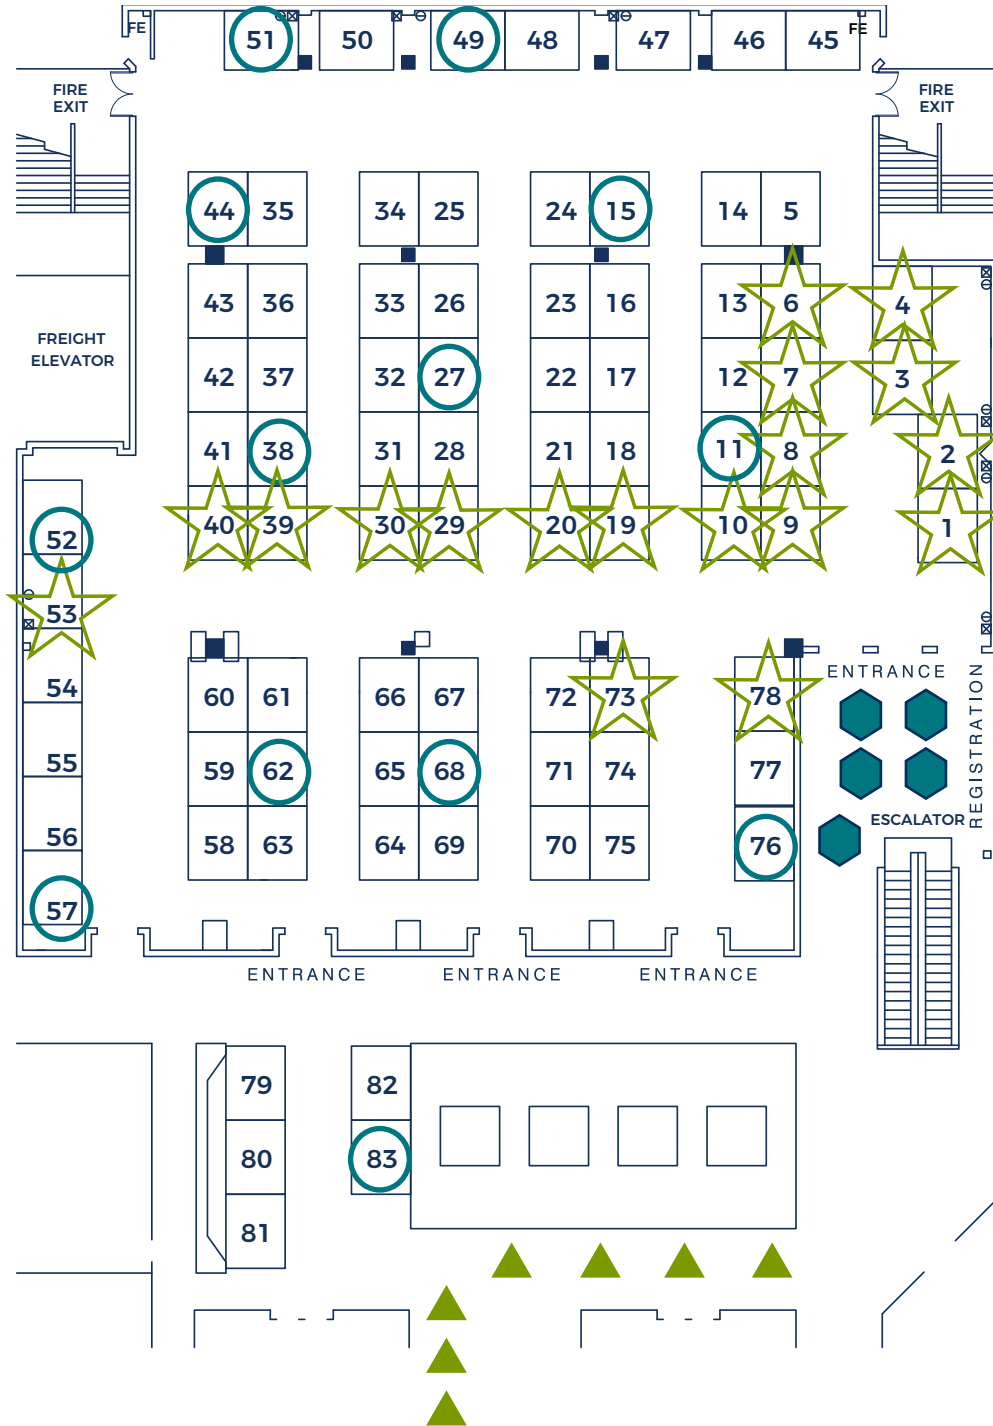 FE
51 50 49 48 47 46 45
FE
FIRE
EXIT
FIRE
EXIT
44 35 34 25 24 15 14 5
43 36 33 26 23 16 13 6 4
FREIGHT
ELEVATOR
42 37 32 27 22 17 12 7 3
41 38 31 28 21 18 11 8 2
40 39 30 29 20 19 10 9 1
52
53
54
55
56
57
60 61 66 67 72 73 78
59 62 65 68 71 74 77
58 63 64 69 70 75 76
ENTRANCE
REGISTRATION
ESCALATOR
ENTRANCE ENTRANCE ENTRANCE
79 82
80 83
81